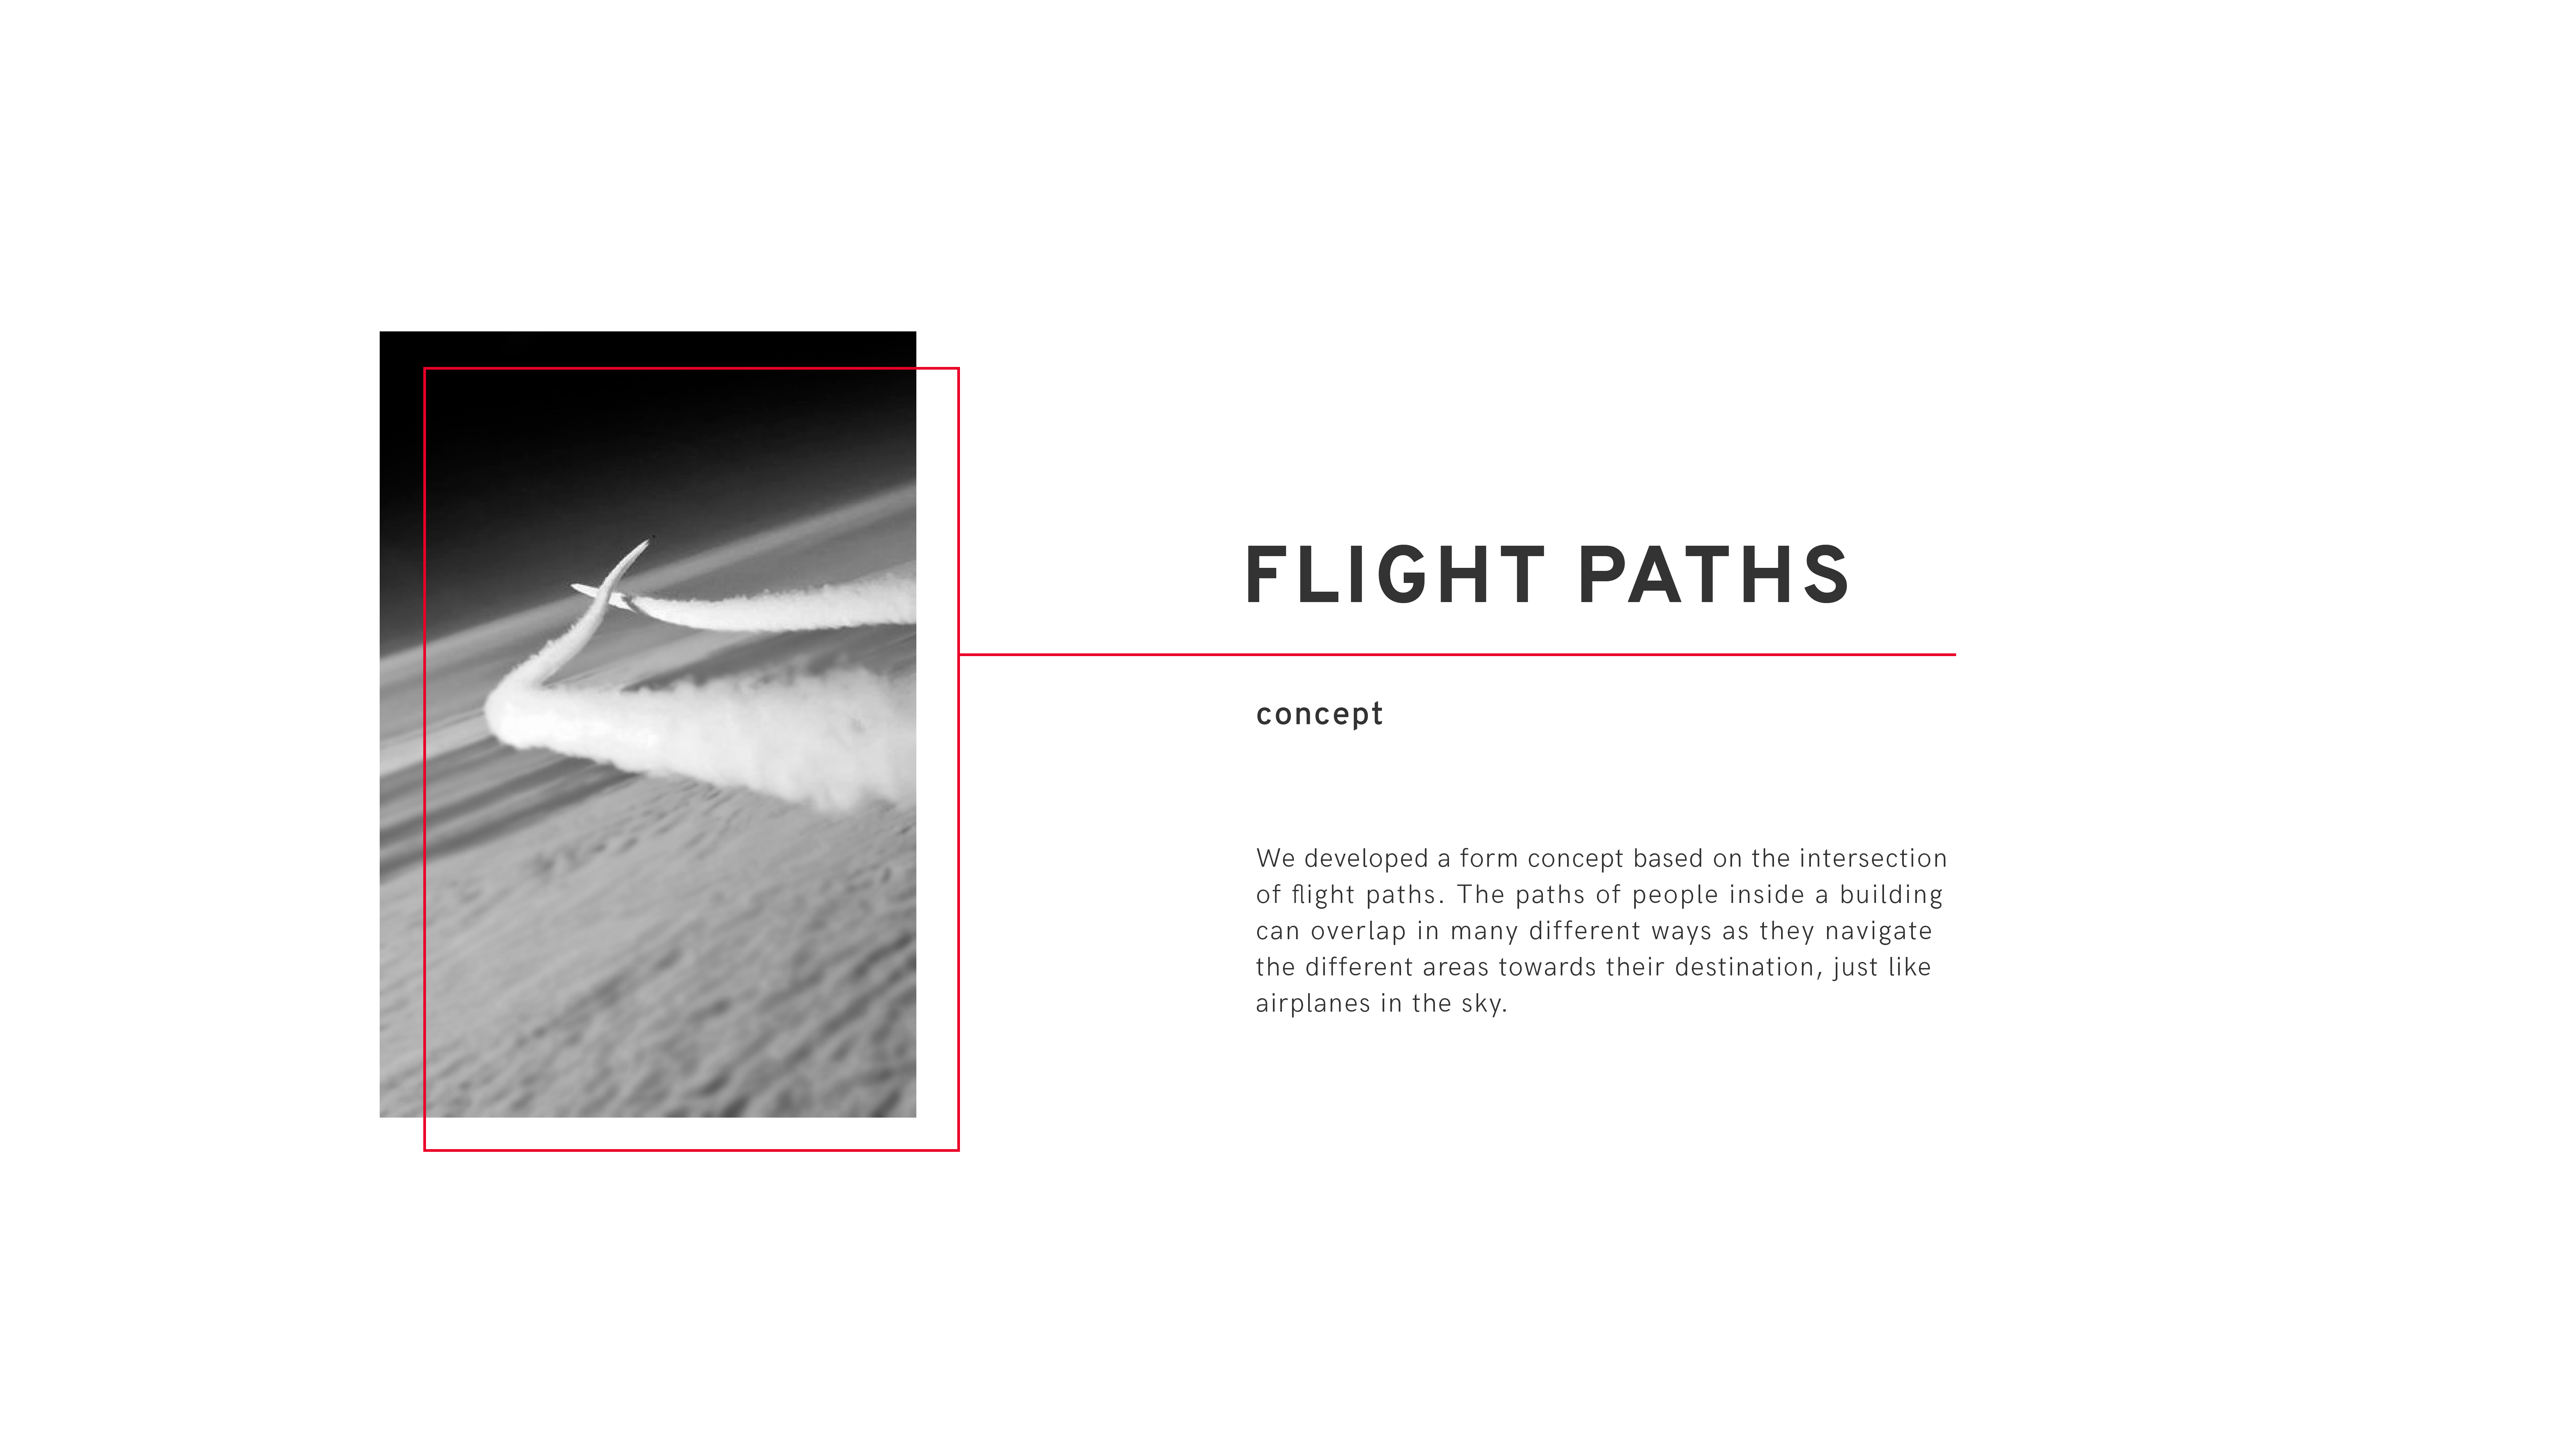 FLIGHT PATHS
concept
We developed a form concept based on the intersection
of flight paths. The paths of people inside a building
can overlap in many different ways as they navigate
the different areas towards their destination, just like
airplanes in the sky.